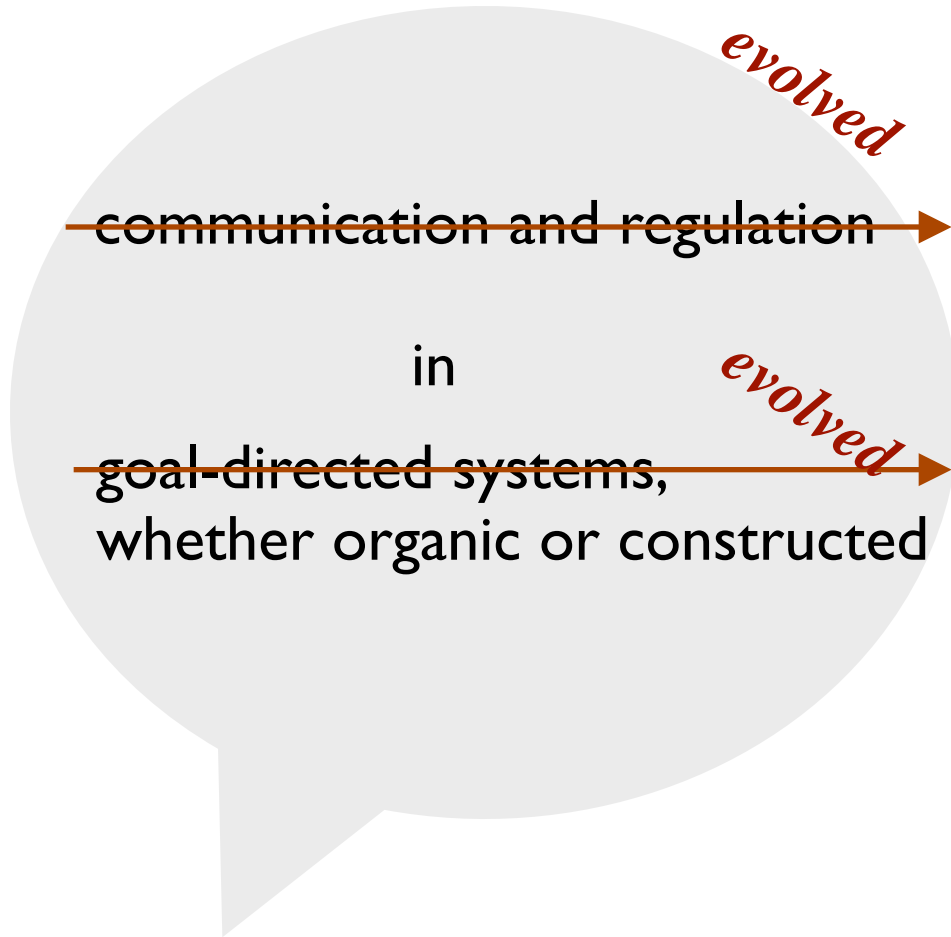 evolved
communication and regulation
in
evolved
goal-directed systems,
whether organic or constructed